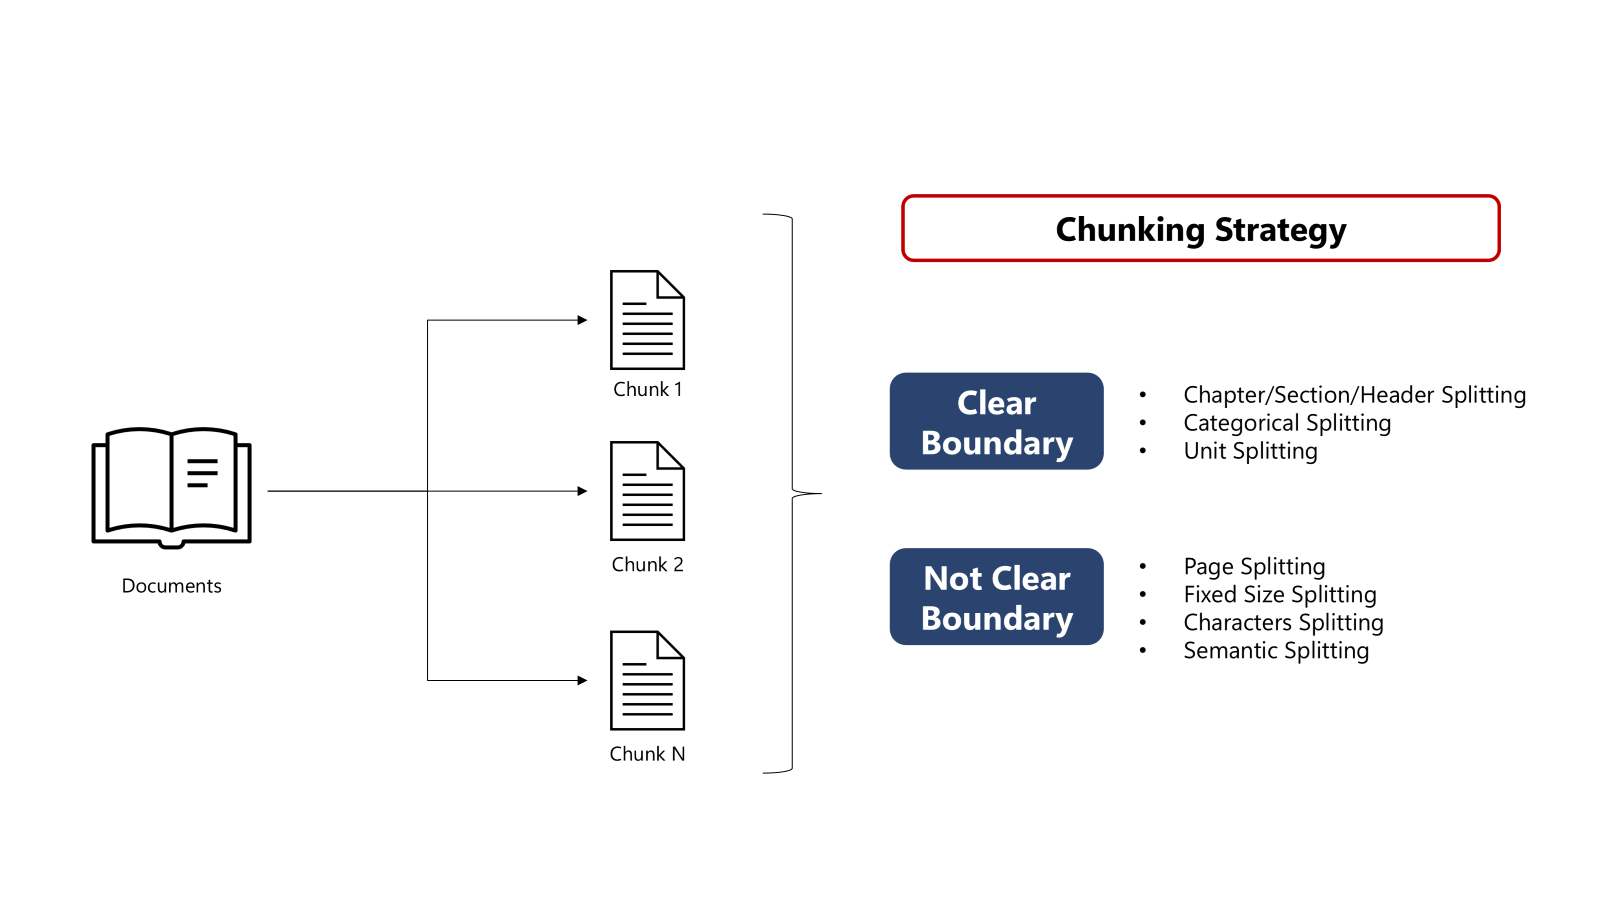 Documents
Chunk 1
Chunk 2
Chunk N
Chunking Strategy
Clear
Boundary
• Chapter/Section/Header Splitting
• Categorical Splitting
• Unit Splitting
Not Clear
Boundary
• Page Splitting
• Fixed Size Splitting
• Characters Splitting
• Semantic Splitting